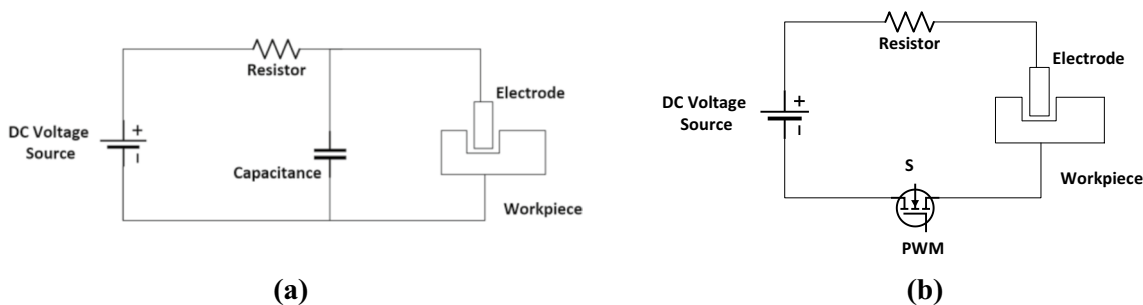 Resistor
Electrode
DC Voltage
Source
+
Capacitance
Workpiece
(a)
Resistor
Electrode
DC Voltage
Source
+
S
Workpiece
PWM
(b)